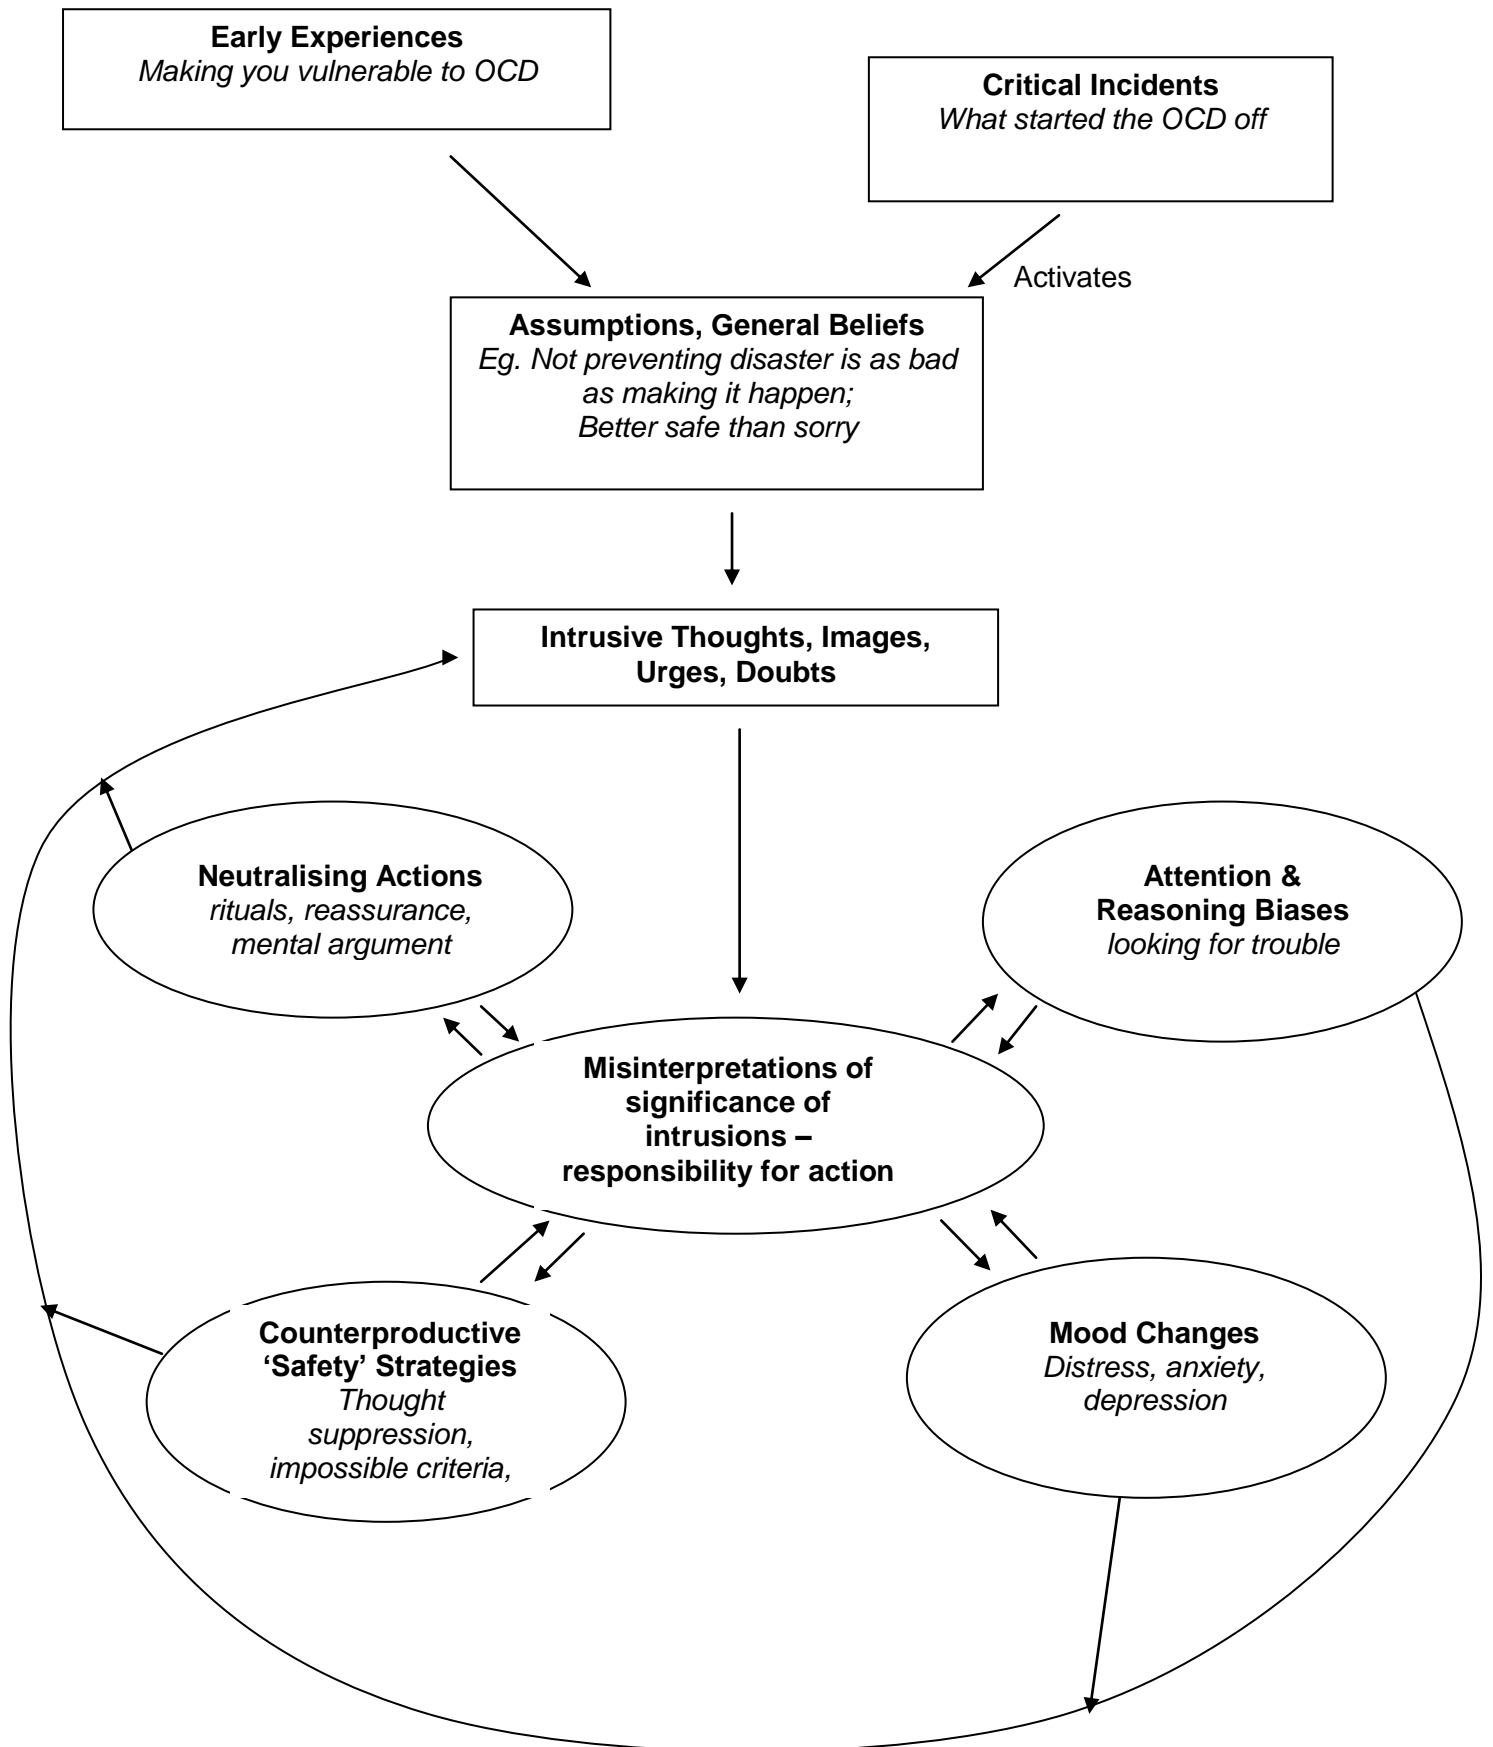 Early Experiences
Making you vulnerable to OCD
Critical Incidents
What started the OCD off
Activates
Assumptions, General Beliefs
Eg. Not preventing disaster is as bad
as making it happen;
Better safe than sorry
Intrusive Thoughts, Images,
Urges, Doubts
Neutralising Actions
rituals, reassurance,
mental argument
Attention &
Reasoning Biases
looking for trouble
Misinterpretations of
significance of
intrusions –
responsibility for action
Counterproductive
‘Safety’ Strategies
Thought
suppression,
impossible criteria,
Mood Changes
Distress, anxiety,
depression